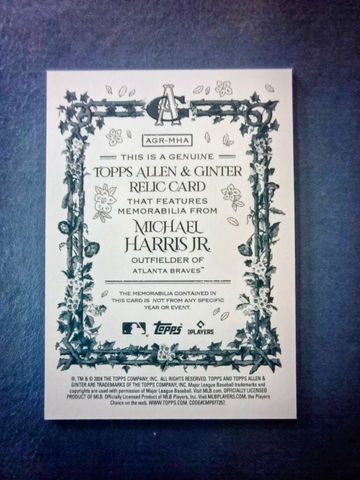 AGR-MHA
THIS IS A GENUINE
TOPPS ALLEN & GINTER
RELIC CARD
THAT FEATURES
MEMORABILIA FROM
MICHAEL
HARRIS JR.
OUTFIELDER OF
ATLANTA BRAVES™
THE MEMORABILIA CONTAINED IN
THIS CARD IS NOT FROM ANY SPECIFIC
YEAR OR EVENT.
Topps
PLAYERS
®, TM & © 2024 THE TOPPS COMPANY, INC. ALL RIGHTS RESERVED. TOPPS AND TOPPS ALLEN &
GINTER ARE TRADEMARKS OF THE TOPPS COMPANY, INC. Major League Baseball trademarks and
copyrights are used with permission of Major League Baseball. Visit MLB.com. OFFICIALLY LICENSED
PRODUCT OF MLB. Officially Licensed Product of MLB Players, Inc. Visit MLBPLAYERS.COM, the Players
Choice on the web. WWW.TOPPS.COM. CODE#CMP077257